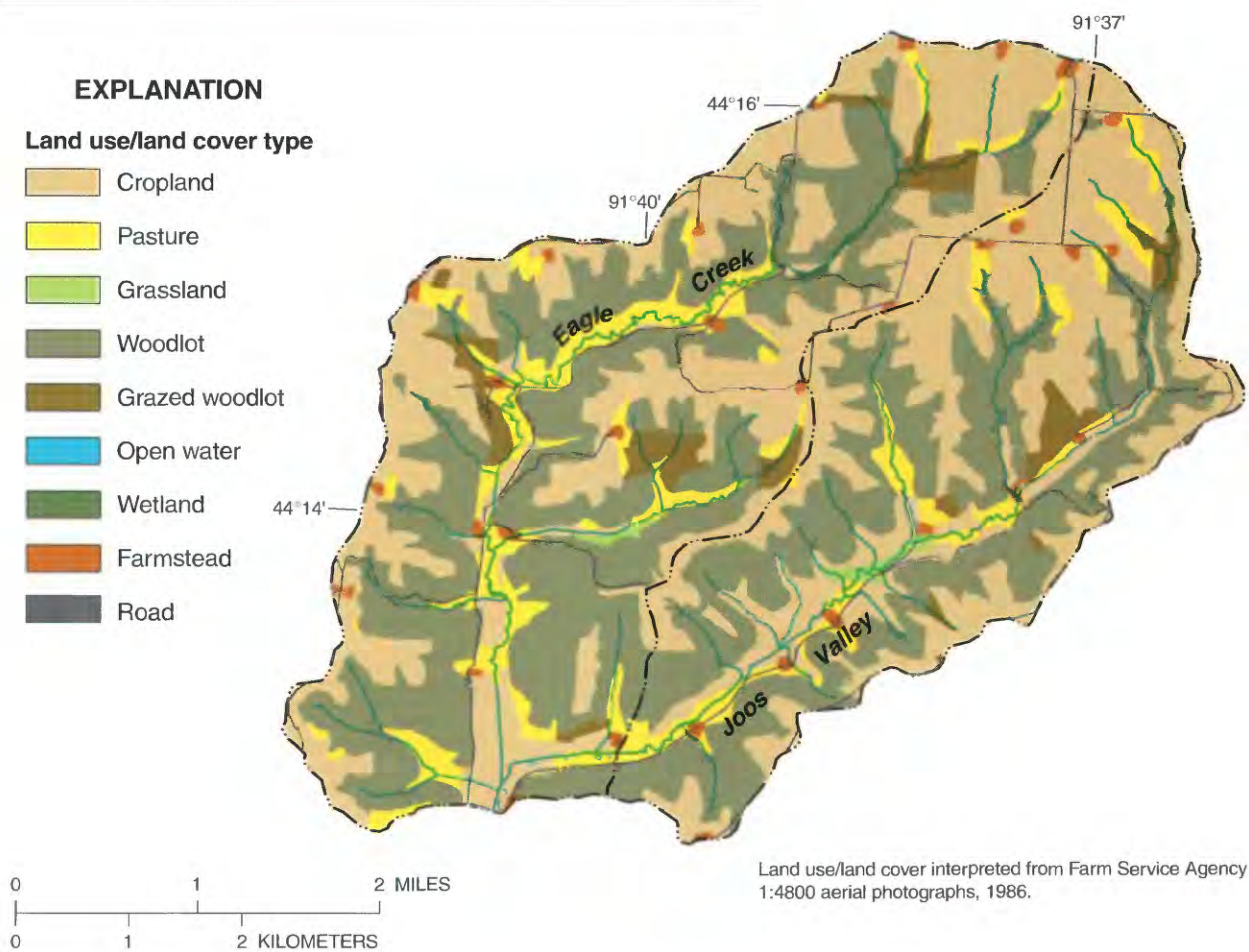 EXPLANATION
Land use/land cover type
Cropland
Pasture
Grassland
Woodlot
Grazed woodlot
Open water
Wetland
Farmstead
Road
91°37'
44°16'
91°40'
44°14'
Eagle Creek
Joos Valley
0 1 2 MILES
0 1 2 KILOMETERS
Land use/land cover interpreted from Farm Service Agency
1:4800 aerial photographs, 1986.